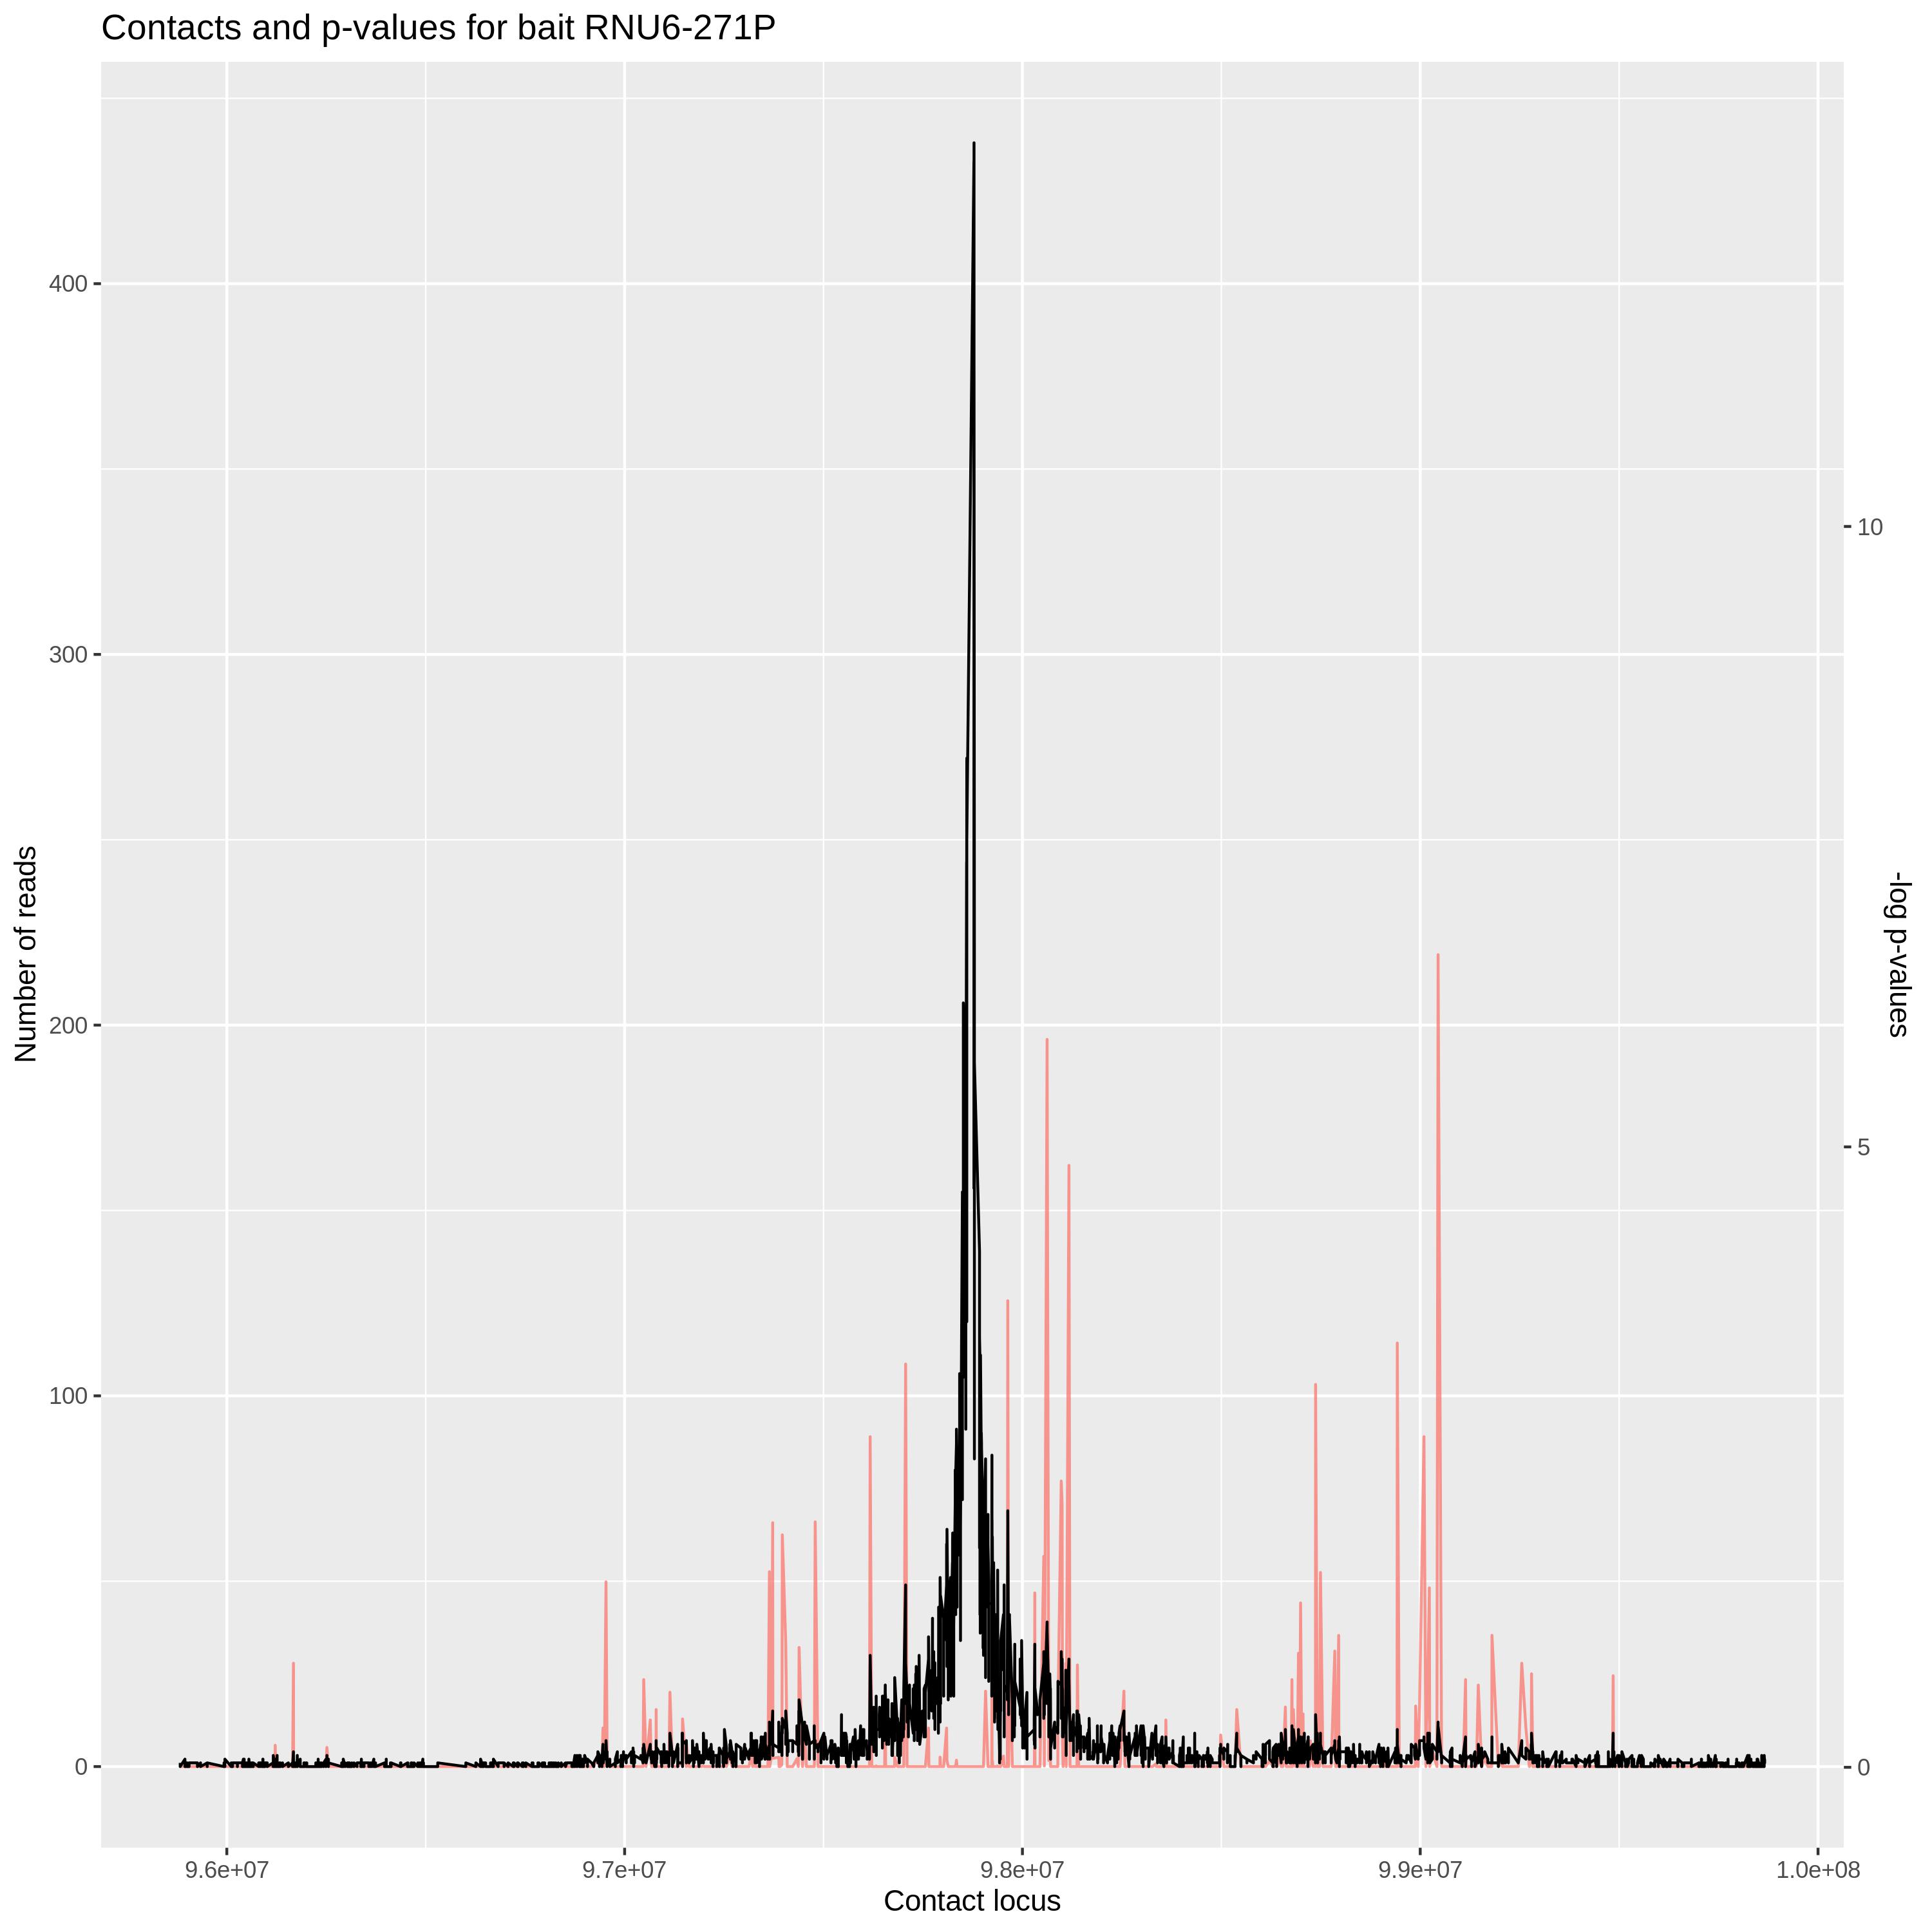 Contacts and p-values for bait RNU6-271P
400
300
200
100
0
Number of reads
10
5
0
-log p-values
9.6e+07
9.7e+07
9.8e+07
9.9e+07
1.0e+08
Contact locus